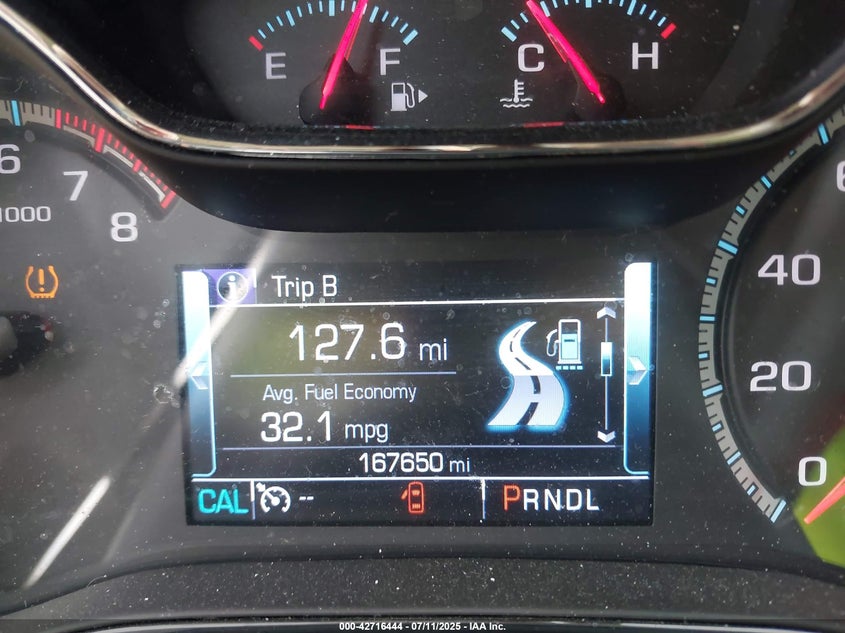 E F
C H
6
7
8
1000
Trip B
127.6 mi
Avg. Fuel Economy
32.1 mpg
167650 mi
CAL -- PRNDL
40
20
0
000-42716444 - 07/11/2025 - IAA Inc.